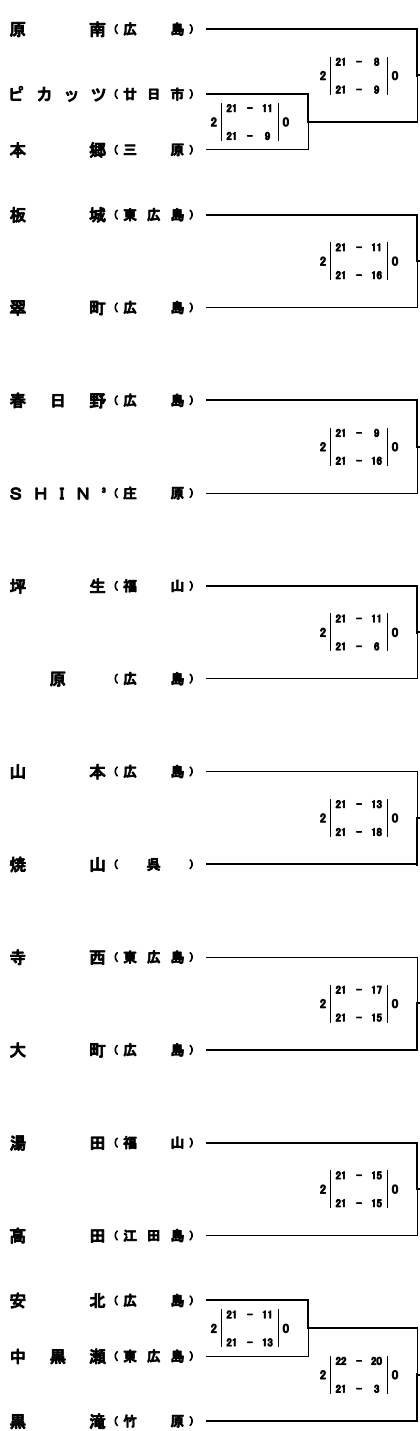 原 南 （ 広 島 ）
21 － 8
2 0
21 － 9
ピ カ ッ ツ （ 廿 日 市 ）
21 － 11
2 0
21 － 9
本 郷 （ 三 原 ）
板 城 （ 東 広 島 ）
21 － 11
2 0
21 － 16
翠 町 （ 広 島 ）
春 日 野 （ 広 島 ）
21 － 9
2 0
21 － 16
ＳＨＩＮ³ （ 庄 原 ）
坪 生 （ 福 山 ）
21 － 11
2 0
21 － 6
原 （ 広 島 ）
山 本 （ 広 島 ）
21 － 13
2 0
21 － 18
焼 山 （ 呉 ）
寺 西 （ 東 広 島 ）
21 － 17
2 0
21 － 15
大 町 （ 広 島 ）
湯 田 （ 福 山 ）
21 － 15
2 0
21 － 15
高 田 （ 江 田 島 ）
安 北 （ 広 島 ）
21 － 11
2 0
21 － 13
中 黒 瀬 （ 東 広 島 ）
22 － 20
2 0
21 － 3
黒 滝 （ 竹 原 ）